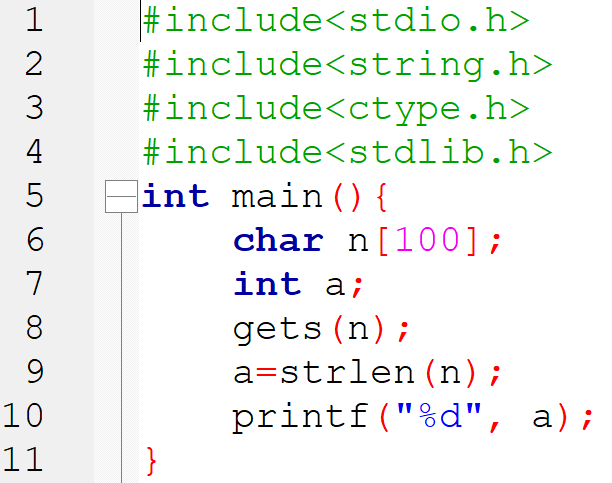 1 #include<stdio.h>
2 #include<string.h>
3 #include<ctype.h>
4 #include<stdlib.h>
5 int main(){
6 char n[100];
7 int a;
8 gets(n);
9 a=strlen(n);
10 printf("%d", a);
11 }